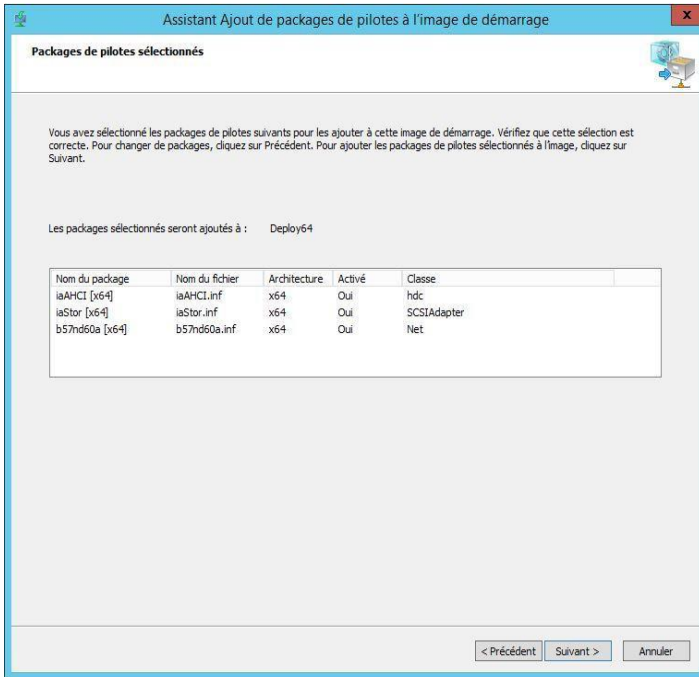 Assistant Ajout de packages de pilotes à l'image de démarrage
x
Packages de pilotes sélectionnés
Vous avez sélectionné les packages de pilotes suivants pour les ajouter à cette image de démarrage. Vérifiez que cette sélection est
correcte. Pour changer de packages, cliquez sur Précédent. Pour ajouter les packages de pilotes sélectionnés à l'image, cliquez sur
Suivant.
Les packages sélectionnés seront ajoutés à : Deploy64
Nom du package Nom du fichier Architecture Activé Classe
iaAHCI [x64] iaAHCI.inf x64 Oui hdc
iaStor [x64] iaStor.inf x64 Oui SCSIAdapter
b57nd60a [x64] b57nd60a.inf x64 Oui Net
< Précédent Suivant > Annuler